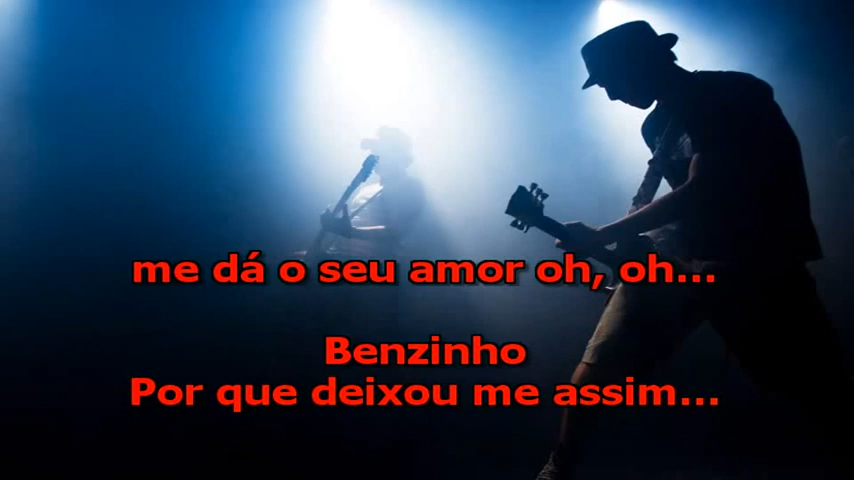 me dá o seu amor oh, oh...
Benzinho
Por que deixou me assim...